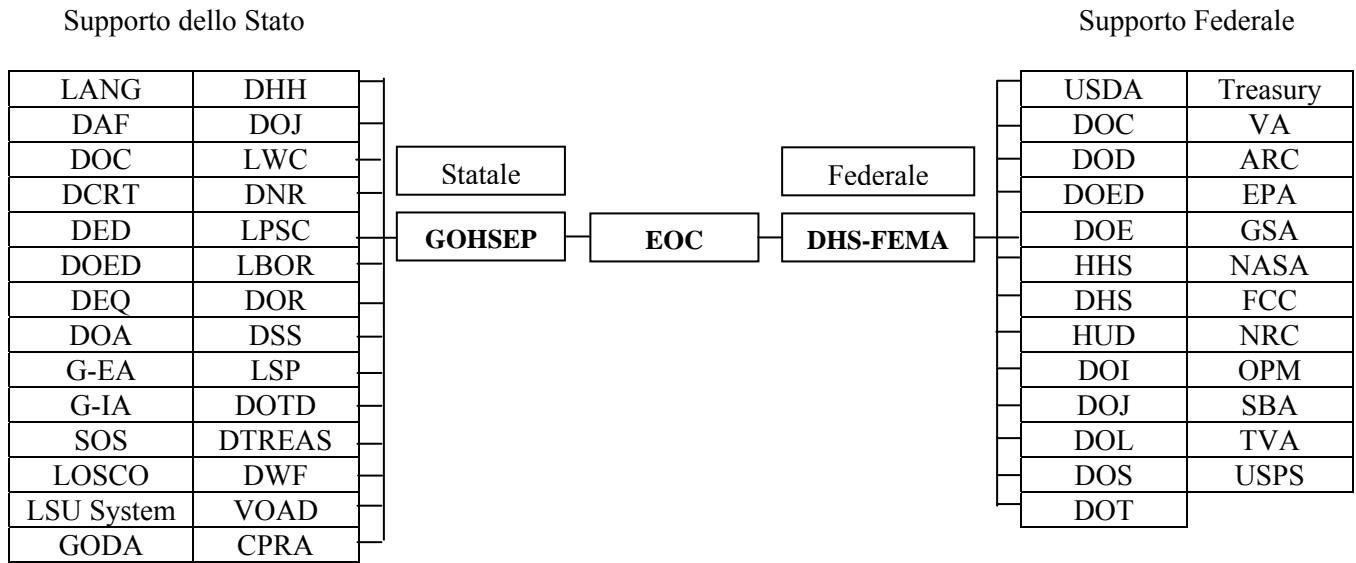 Supporto dello Stato
Supporto Federale
LANG DHH
DAF DOJ
DOC LWC
DCRT DNR
DED LPSC
DOED LBOR
DEQ DOR
DOA DSS
G-EA LSP
G-IA DOTD
SOS DTREAS
LOSCO DWF
LSU System VOAD
GODA CPRA
Statale
GOHSEP
EOC
Federale
DHS-FEMA
USDA Treasury
DOC VA
DOD ARC
DOED EPA
DOE GSA
HHS NASA
DHS FCC
HUD NRC
DOI OPM
DOJ SBA
DOL TVA
DOS USPS
DOT